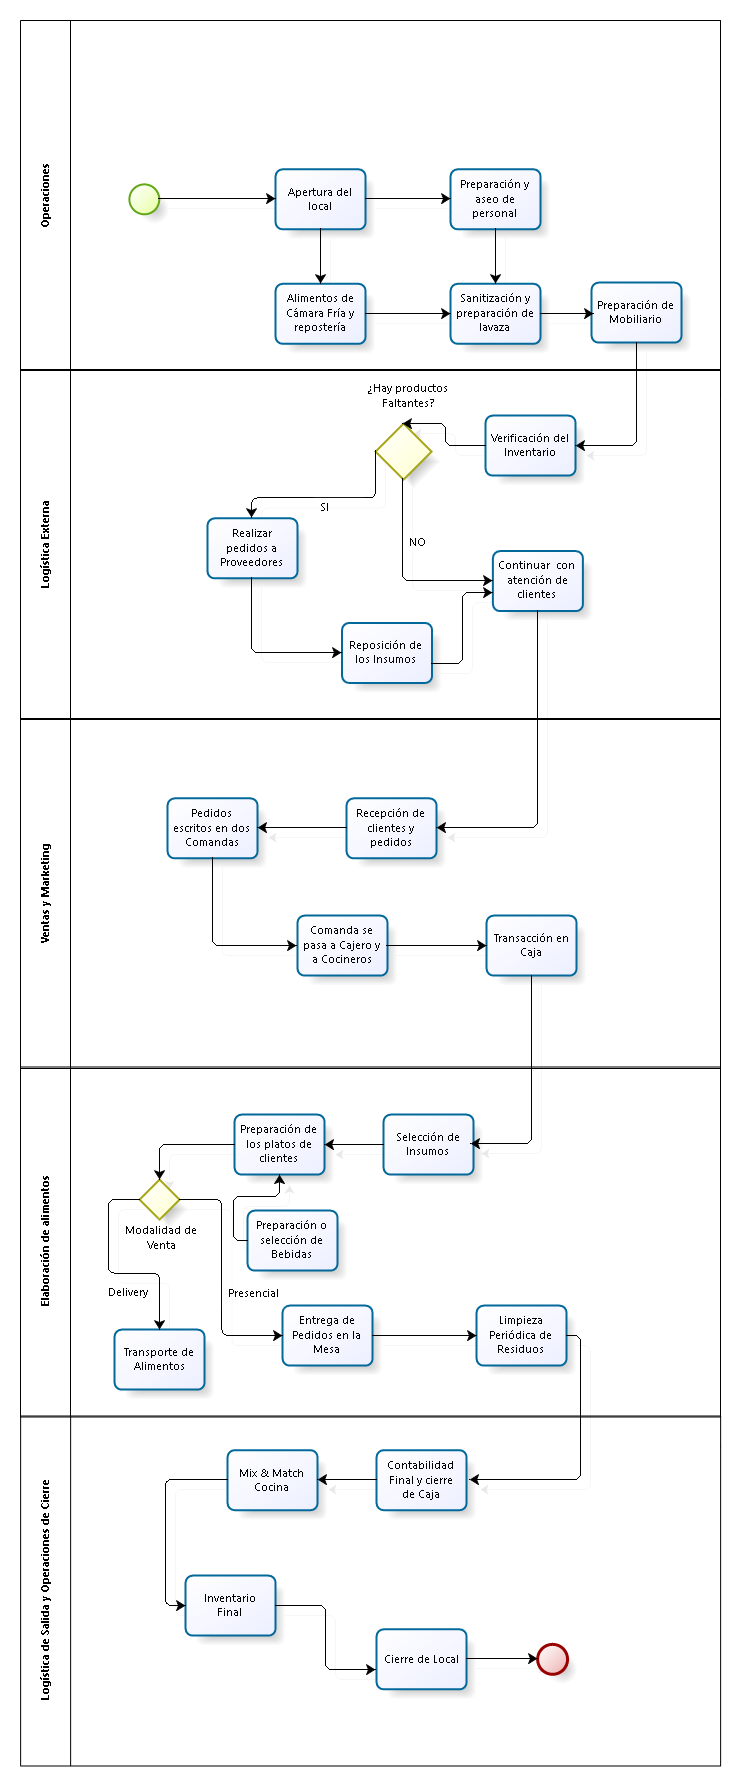 Operaciones
Apertura del
local
Preparación y
aseo de
personal
Alimentos de
Cámara Fría y
repostería
Sanitización y
preparación de
lavaza
Preparación de
Mobiliario
Logística Externa
¿Hay productos
Faltantes?
Verificación del
Inventario
SI
Realizar
pedidos a
Proveedores
NO
Continuar con
atención de
clientes
Reposición de
los Insumos
Ventas y Marketing
Pedidos
escritos en dos
Comandas
Recepción de
clientes y
pedidos
Comanda se
pasa a Cajero y
a Cocineros
Transacción en
Caja
Elaboración de alimentos
Preparación de
los platos de
clientes
Selección de
Insumos
Modalidad de
Venta
Preparación o
selección de
Bebidas
Delivery
Presencial
Transporte de
Alimentos
Entrega de
Pedidos en la
Mesa
Limpieza
Periódica de
Residuos
Logística de Salida y Operaciones de Cierre
Mix & Match
Cocina
Contabilidad
Final y cierre
de Caja
Inventario
Final
Cierre de Local